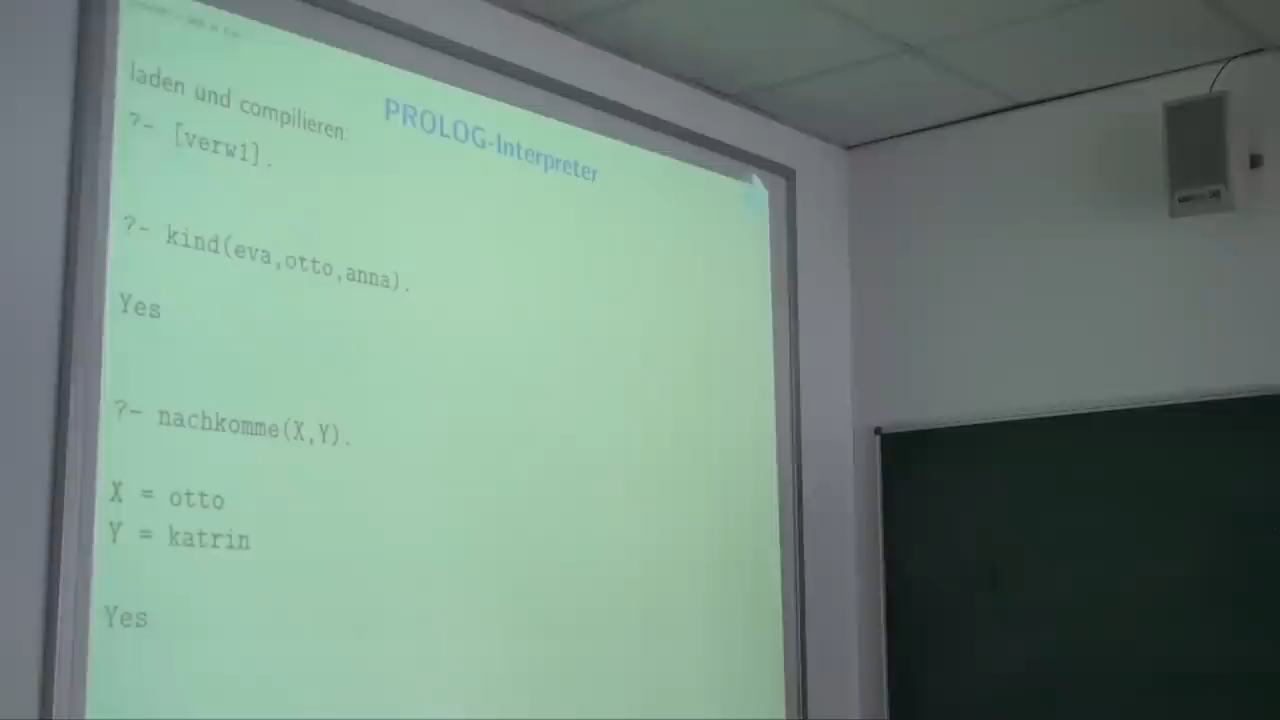 PROLOG-Interpreter
laden und compilieren:
?- [verw1].
?- kind(eva,otto,anna).
Yes
?- nachkomme(X,Y).
X = otto
Y = katrin
Yes